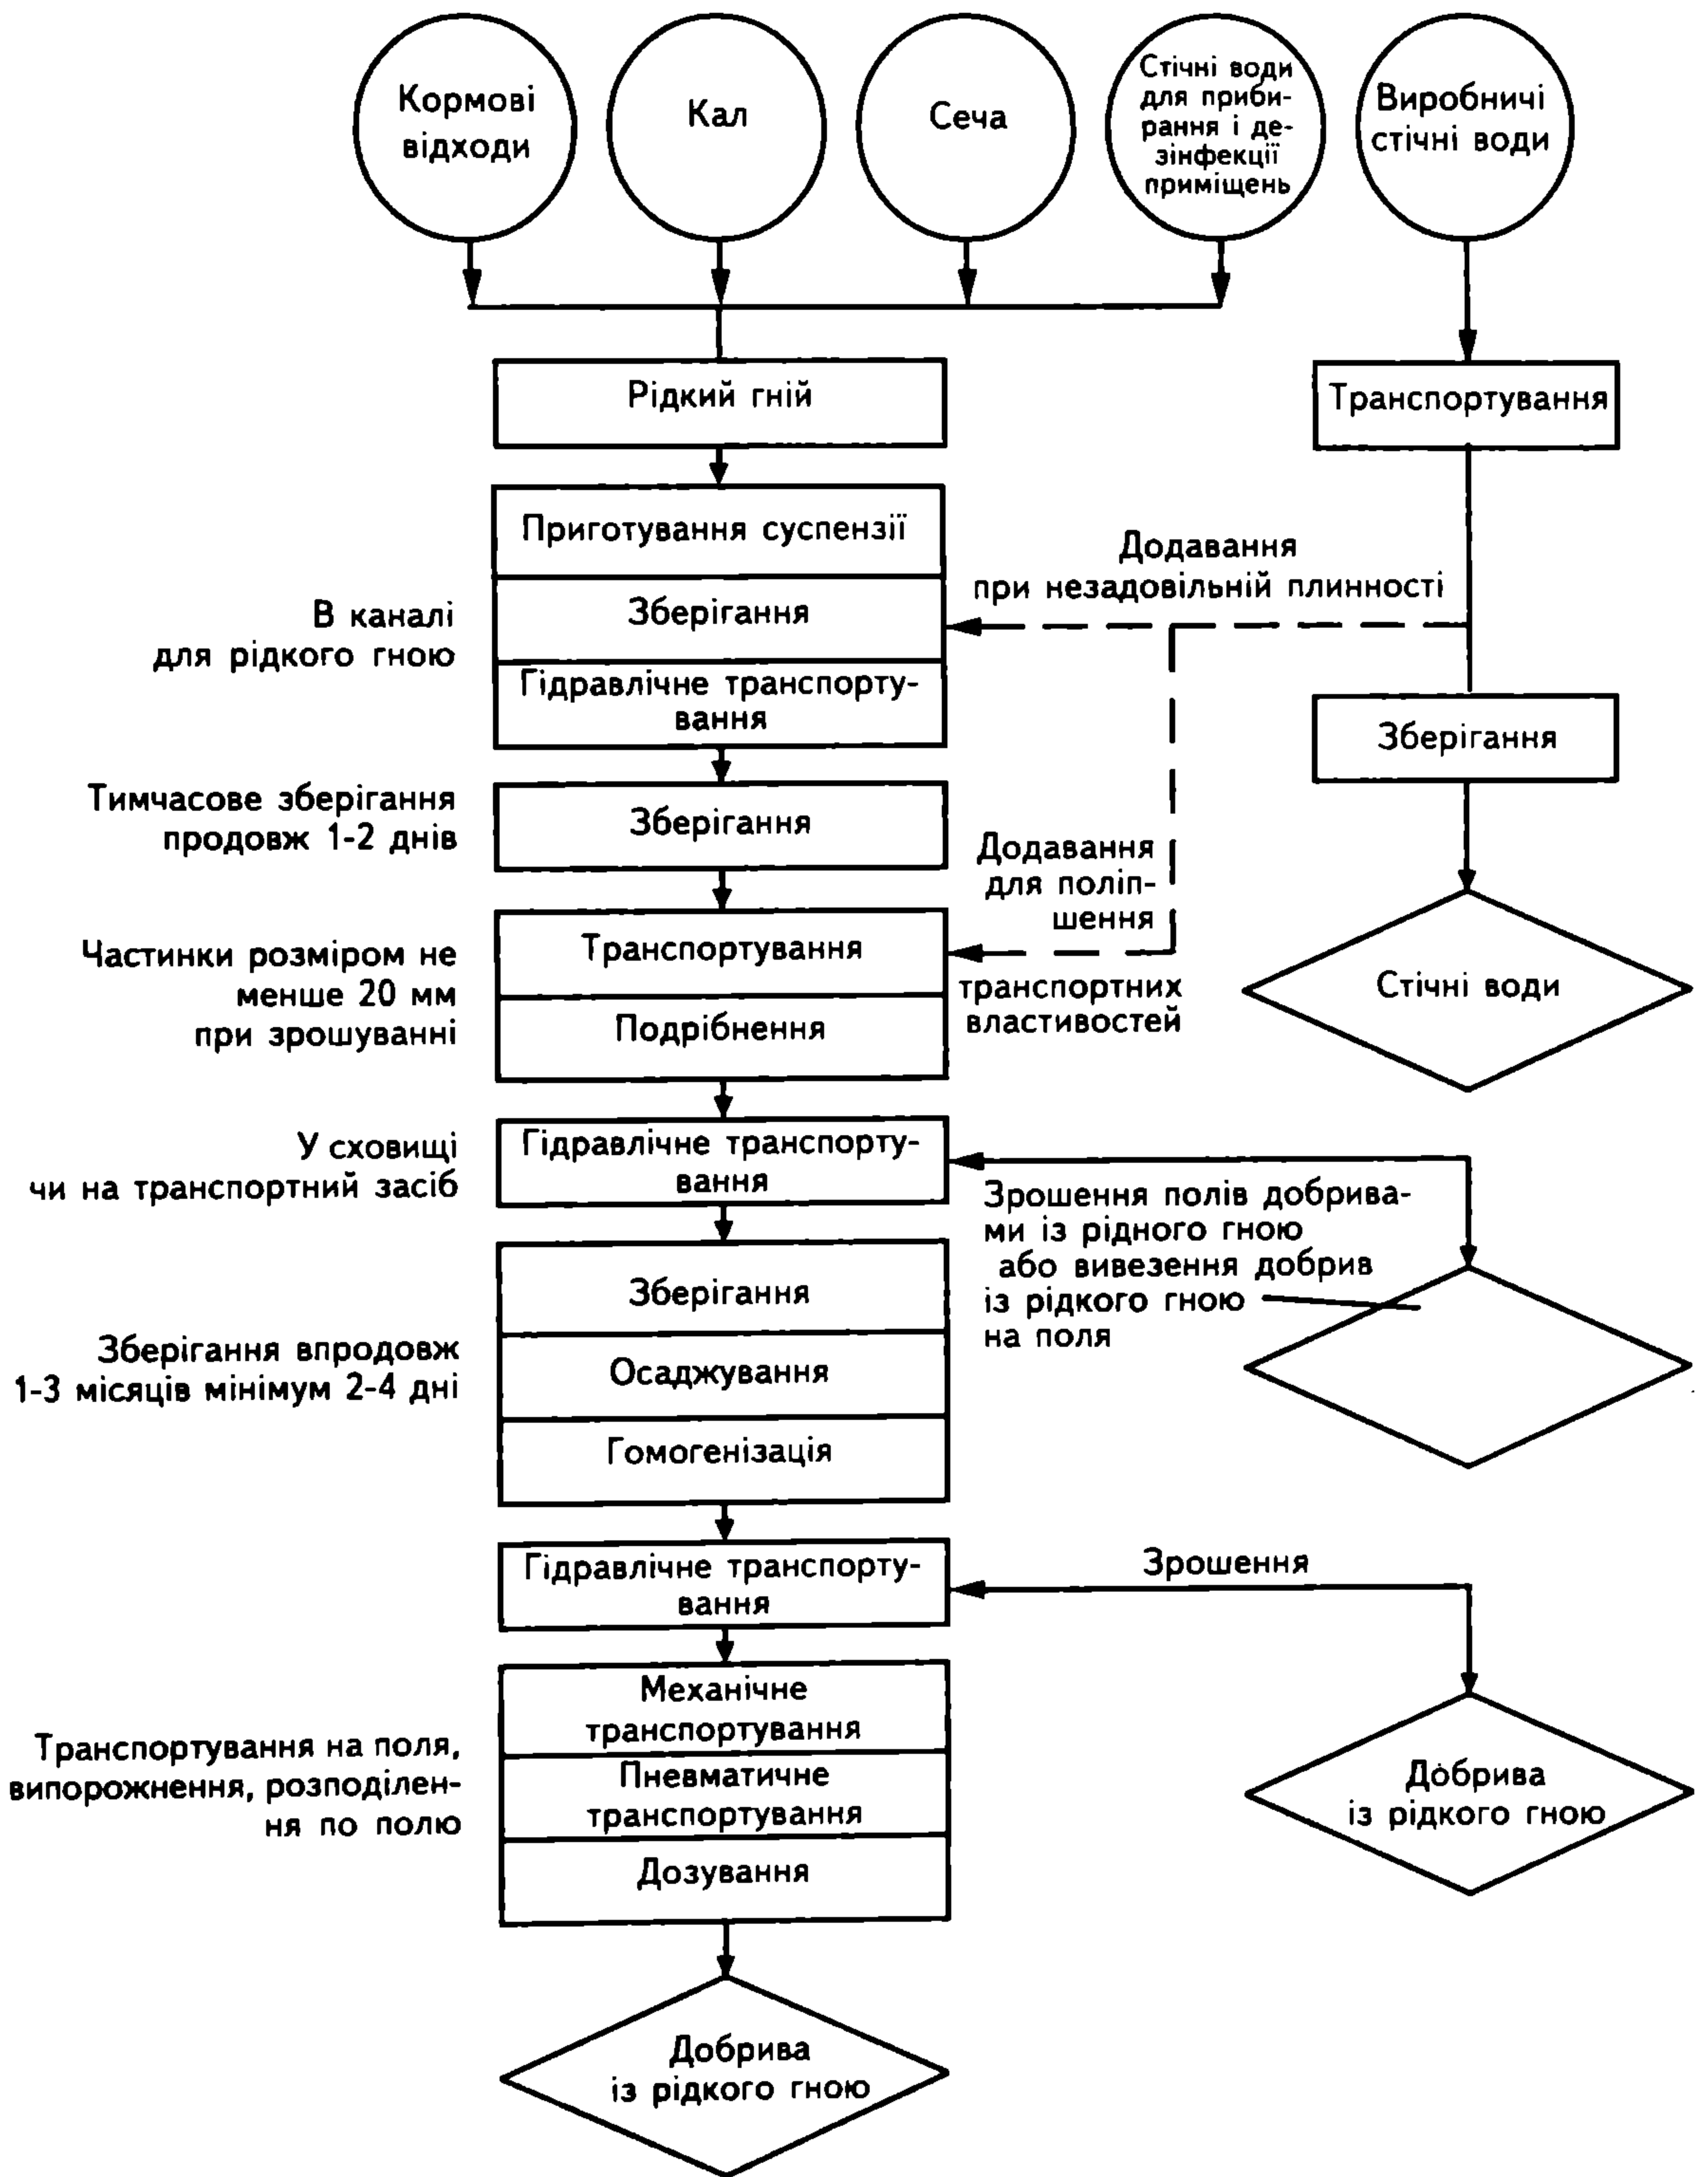 Кормові
відходи
Кал
Сеча
Стічні води
для приби-
рання і де-
зінфекції
приміщень
Виробничі
стічні води
Рідкий гній
Транспортування
Приготування суспензії
Зберігання
Гідравлічне транспорту-
вання
В каналі
для рідкого гною
Додавання
при незадовільній плинності
Зберігання
Тимчасове зберігання
продовж 1-2 днів
Зберігання
Додавання
для поліп-
шення
транспортних
властивостей
Частинки розміром не
менше 20 мм
при зрошуванні
Транспортування
Подрібнення
Стічні води
У сховищі
чи на транспортний засіб
Гідравлічне транспорту-
вання
Зрошення полів добрива-
ми із рідного гною
або вивезення добрив
із рідкого гною
на поля
Зберігання впродовж
1-3 місяців мінімум 2-4 дні
Зберігання
Осаджування
Гомогенізація
Гідравлічне транспорту-
вання
Зрошення
Транспортування на поля,
випорожнення, розподілен-
ня по полю
Механічне
транспортування
Пневматичне
транспортування
Дозування
Добрива
із рідкого гною
Добрива
із рідкого гною